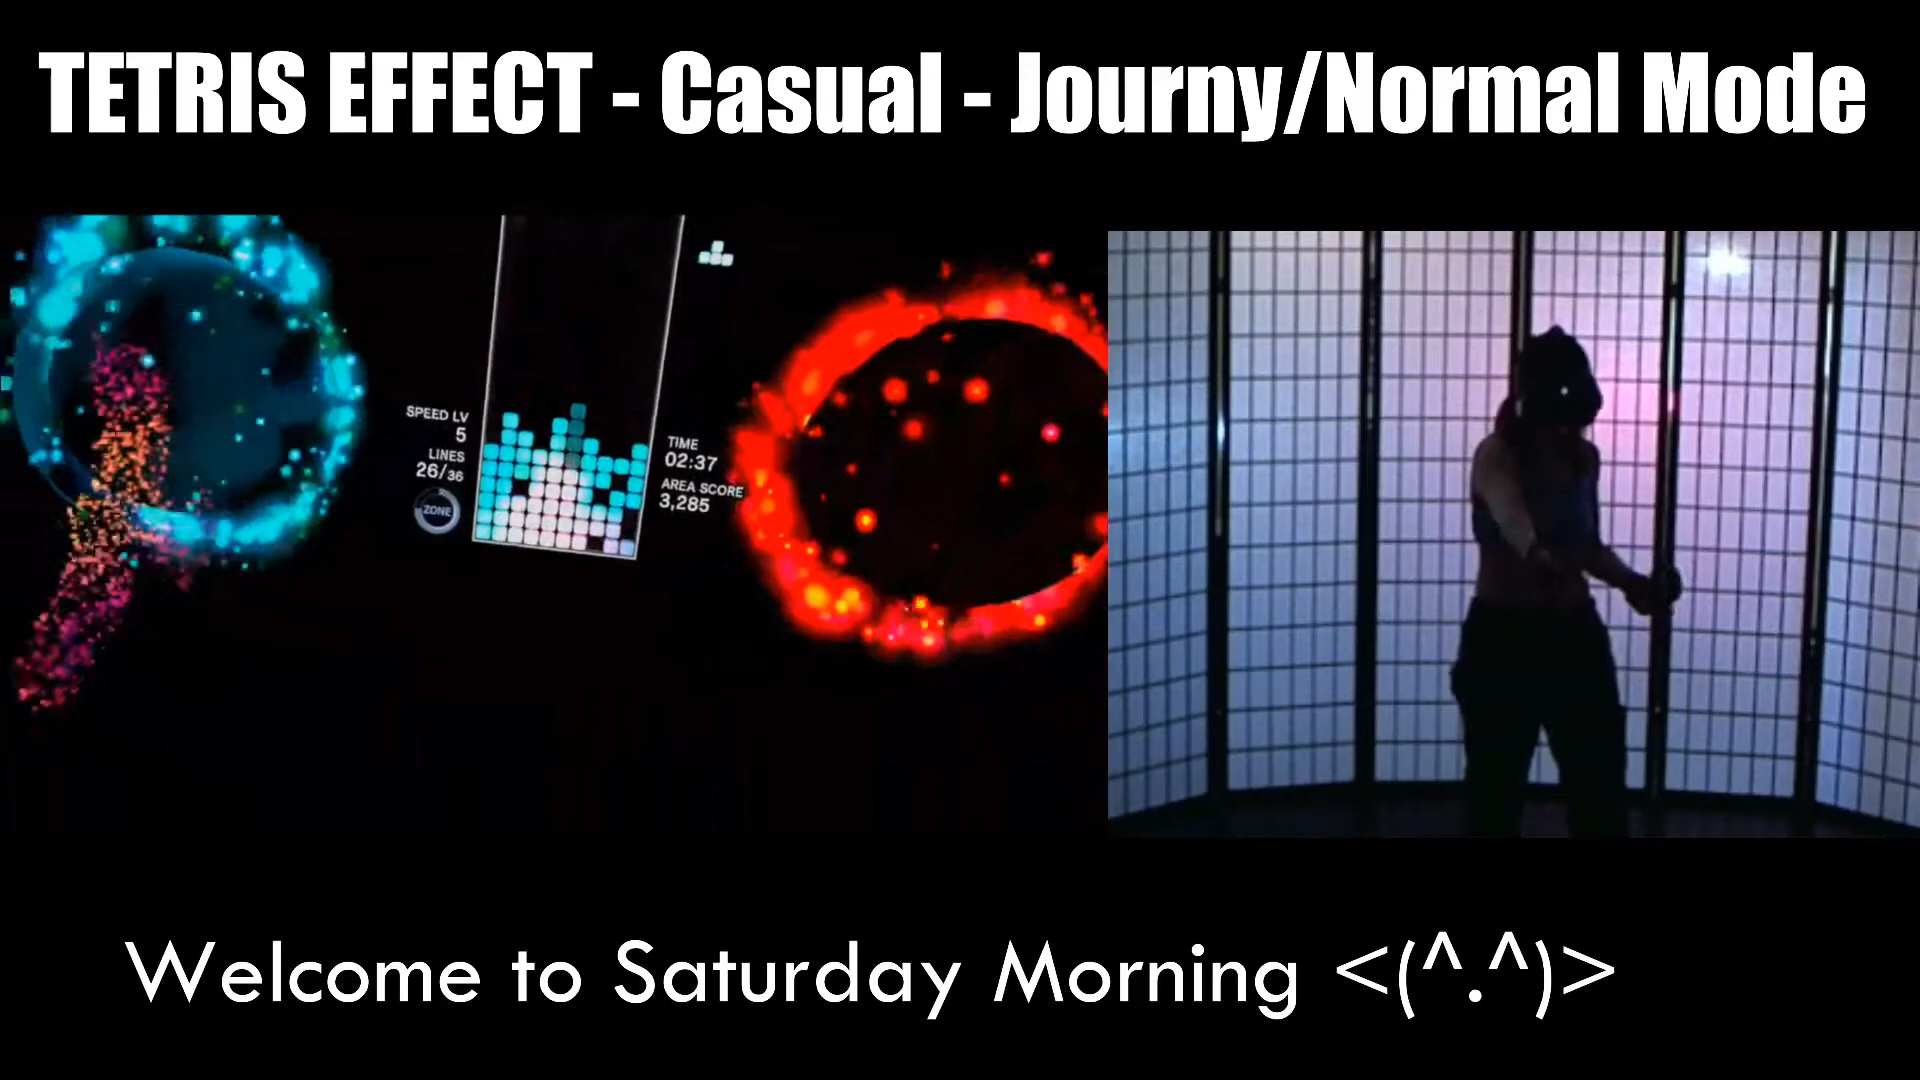 TETRIS EFFECT - Casual - Journy/Normal Mode
SPEED LV
5
LINES
26/36
ZONE
TIME
02:37
AREA SCORE
3,285
Welcome to Saturday Morning <(^.^)>